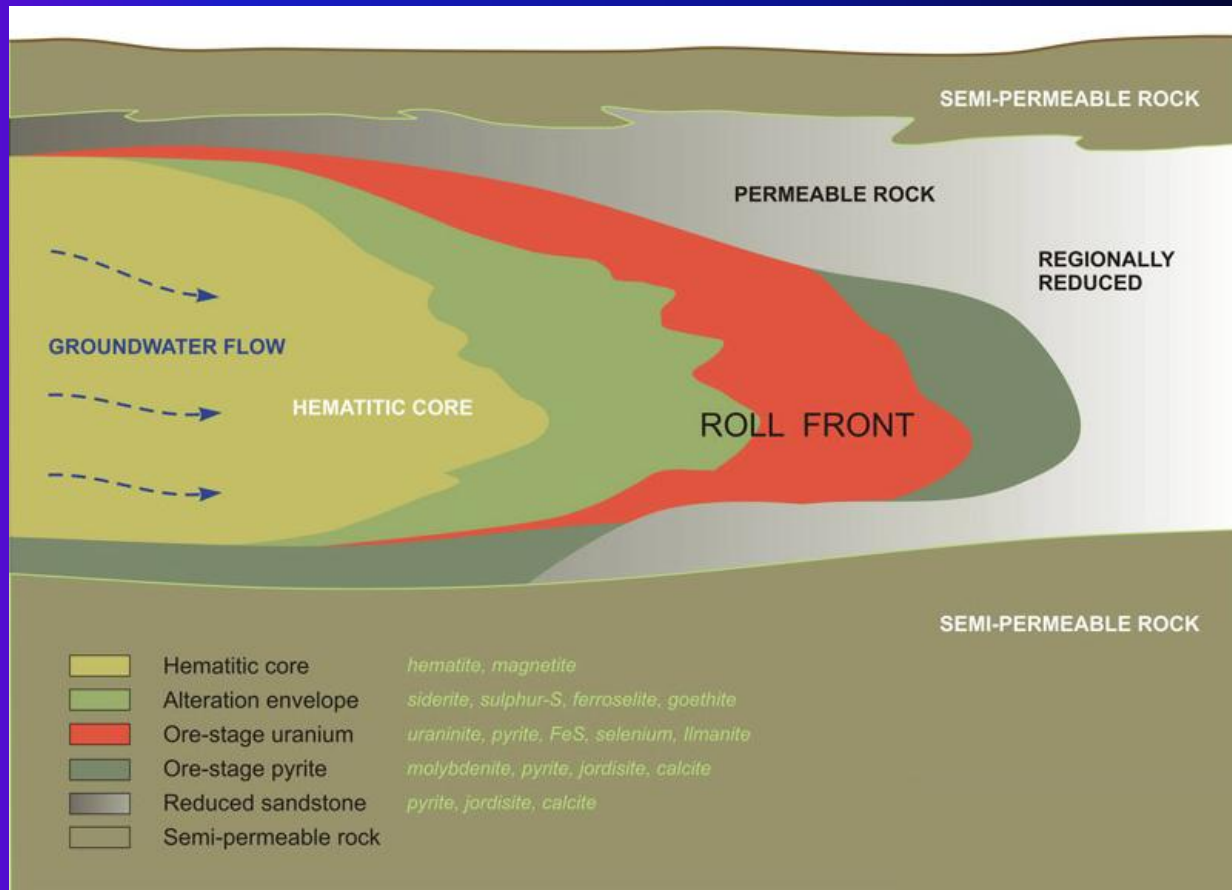 SEMI-PERMEABLE ROCK
PERMEABLE ROCK
REGIONALLY
REDUCED
GROUNDWATER FLOW
HEMATITIC CORE
ROLL FRONT
SEMI-PERMEABLE ROCK
Hematitic core hematite, magnetite
Alteration envelope siderite, sulphur-S, ferroselite, goethite
Ore-stage uranium uraninite, pyrite, FeS, selenium, Ilmanite
Ore-stage pyrite molybdenite, pyrite, jordisite, calcite
Reduced sandstone pyrite, jordisite, calcite
Semi-permeable rock